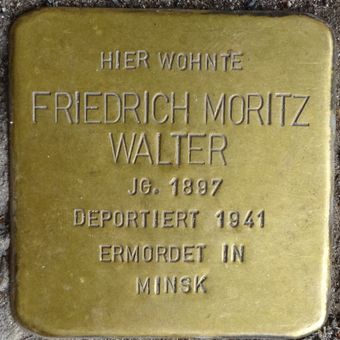 HIER WOHNTE
FRIEDRICH MORITZ
WALTER
JG. 1897
DEPORTIERT 1941
ERMORDET IN
MINSK